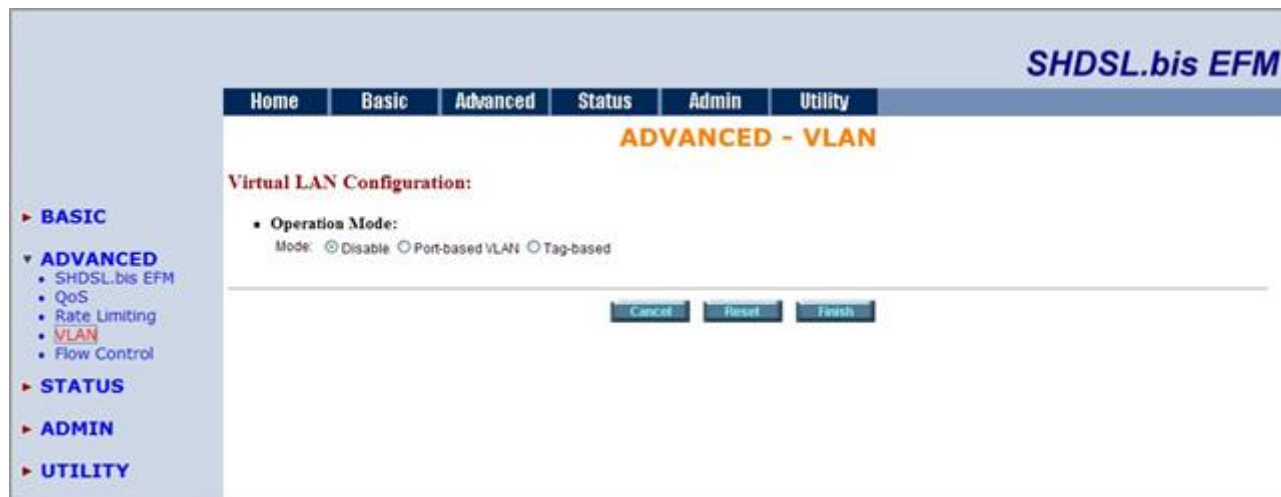 SHDSL.bis EFM
Home Basic Advanced Status Admin Utility
ADVANCED - VLAN
Virtual LAN Configuration:
• Operation Mode:
Mode: Disable Port-based VLAN Tag-based
Cancel Reset Finish
BASIC
ADVANCED
• SHDSL.bis EFM
• QoS
• Rate Limiting
• VLAN
• Flow Control
STATUS
ADMIN
UTILITY